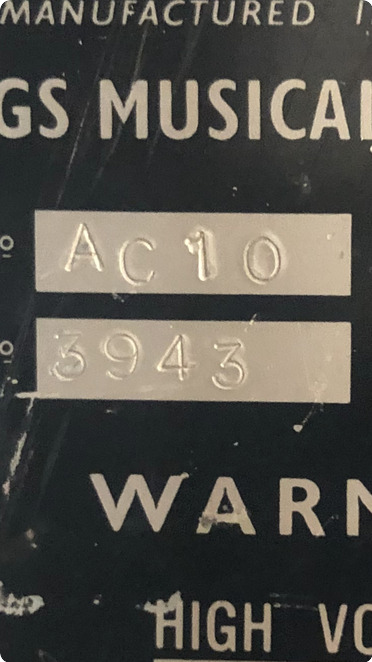 MANUFACTURED I
GS MUSICAL
º AC10
º 3943
WARN
HIGH VO